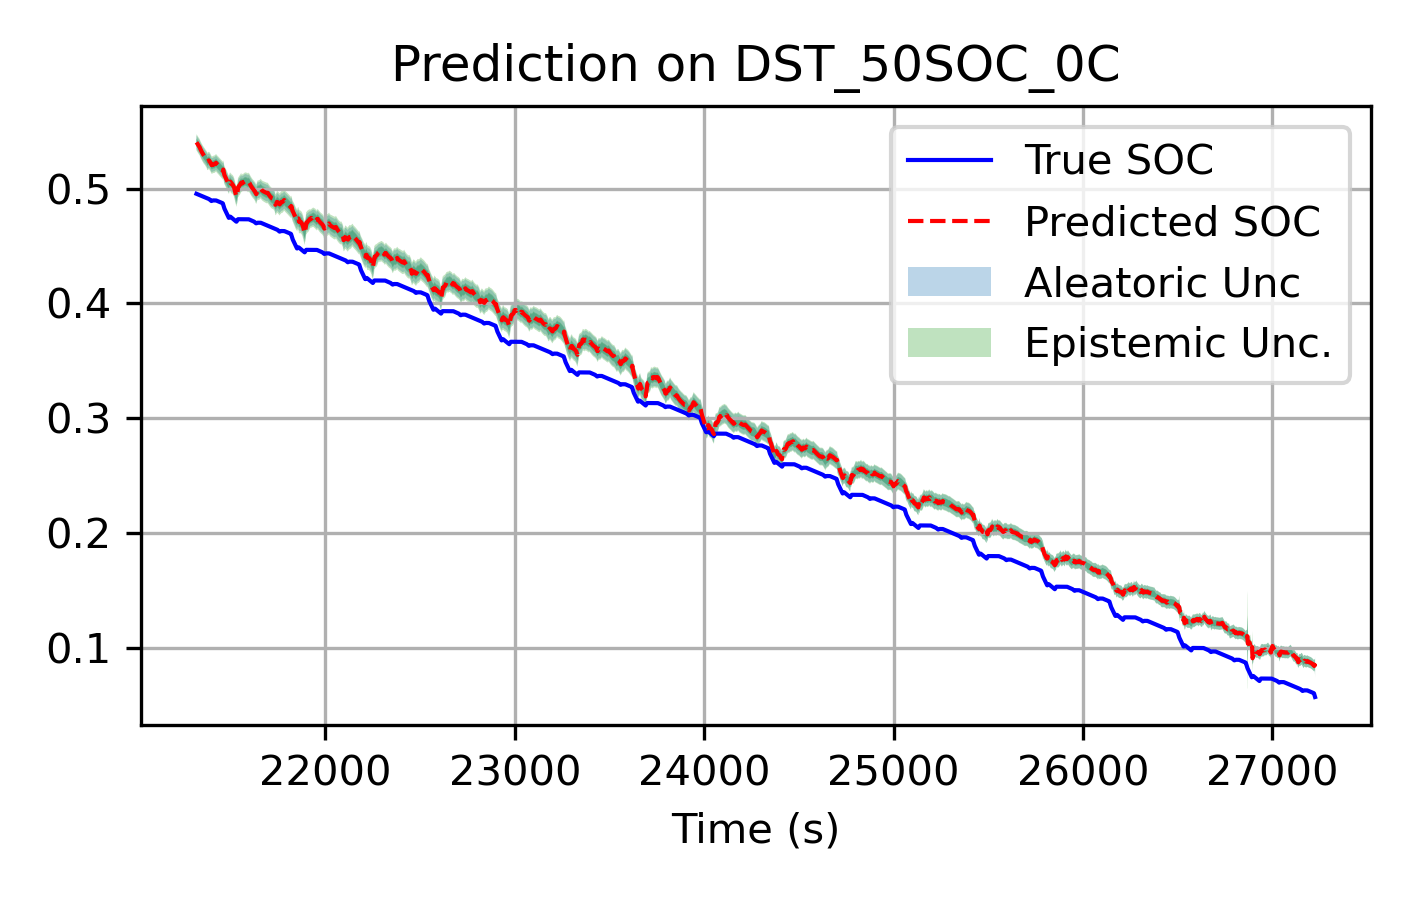 Prediction on DST_50SOC_0C
True SOC
Predicted SOC
Aleatoric Unc
Epistemic Unc.
0.5
0.4
0.3
0.2
0.1
22000 23000 24000 25000 26000 27000
Time (s)